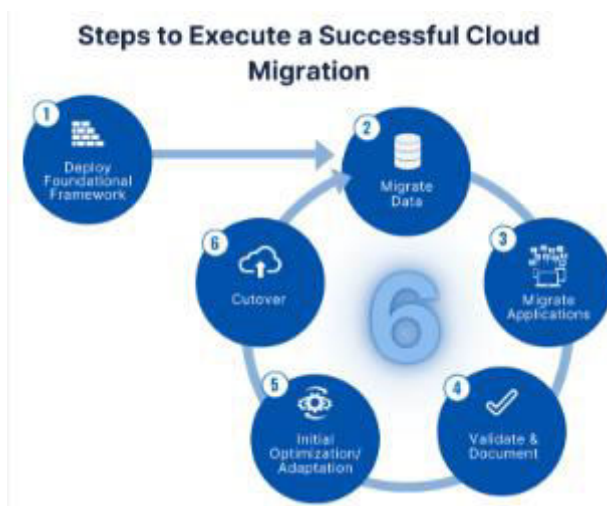 Steps to Execute a Successful Cloud
Migration
1
Deploy
Foundational
Framework
2
Migrate
Data
3
Migrate
Applications
4
Validate &
Document
5
Initial
Optimization/
Adaptation
6
Cutover
6